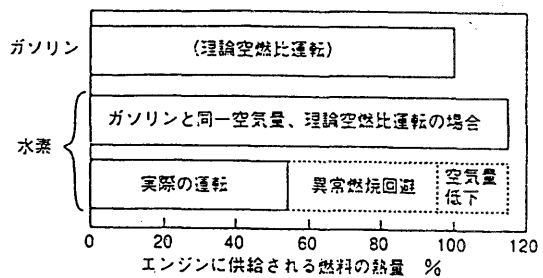 ガソリン
(理論空燃比運転)
水素
ガソリンと同一空気量、理論空燃比運転の場合
実際の運転
異常燃焼回避
空気量
低下
0 20 40 60 80 100 120
エンジンに供給される燃料の熱量 %